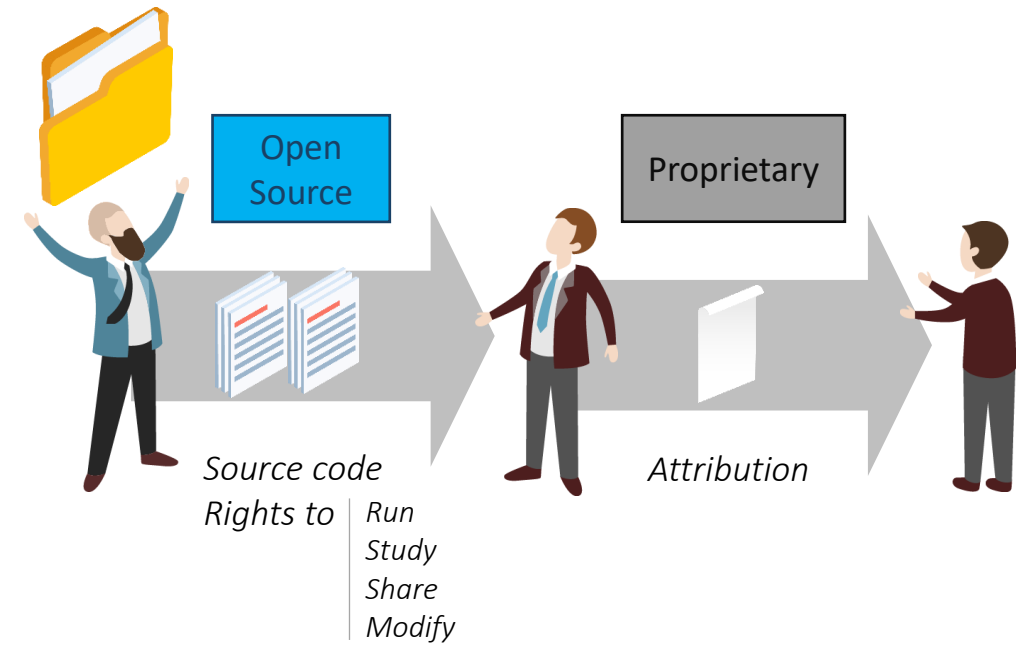 Open
Source
Proprietary
Source code
Rights to
Run
Study
Share
Modify
Attribution